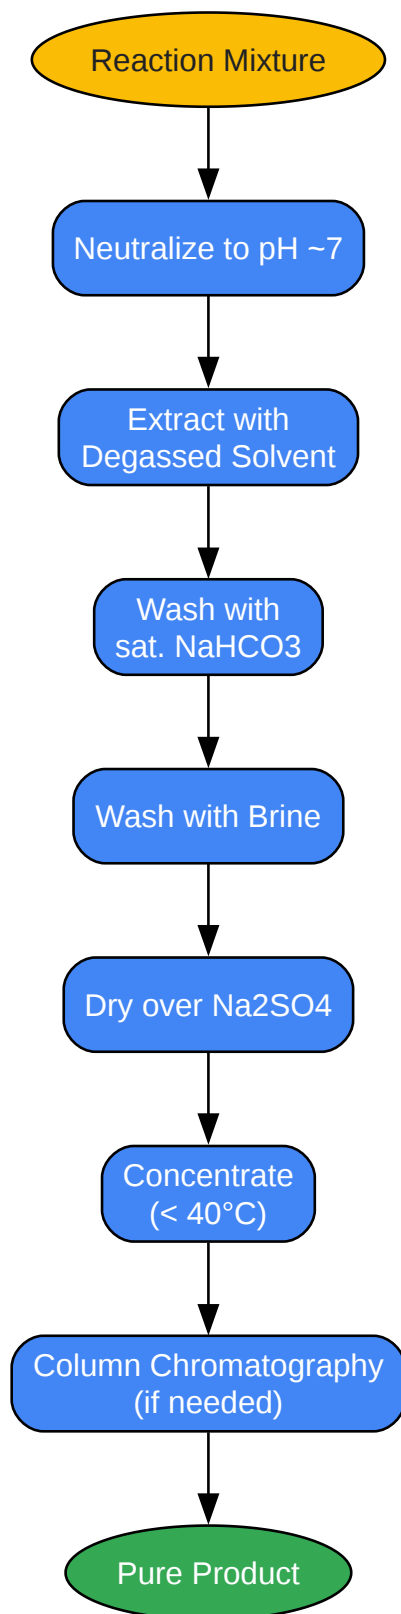 Reaction Mixture
Neutralize to pH ~7
Extract with
Degassed Solvent
Wash with
sat. NaHCO3
Wash with Brine
Dry over Na2SO4
Concentrate
(< 40°C)
Column Chromatography
(if needed)
Pure Product